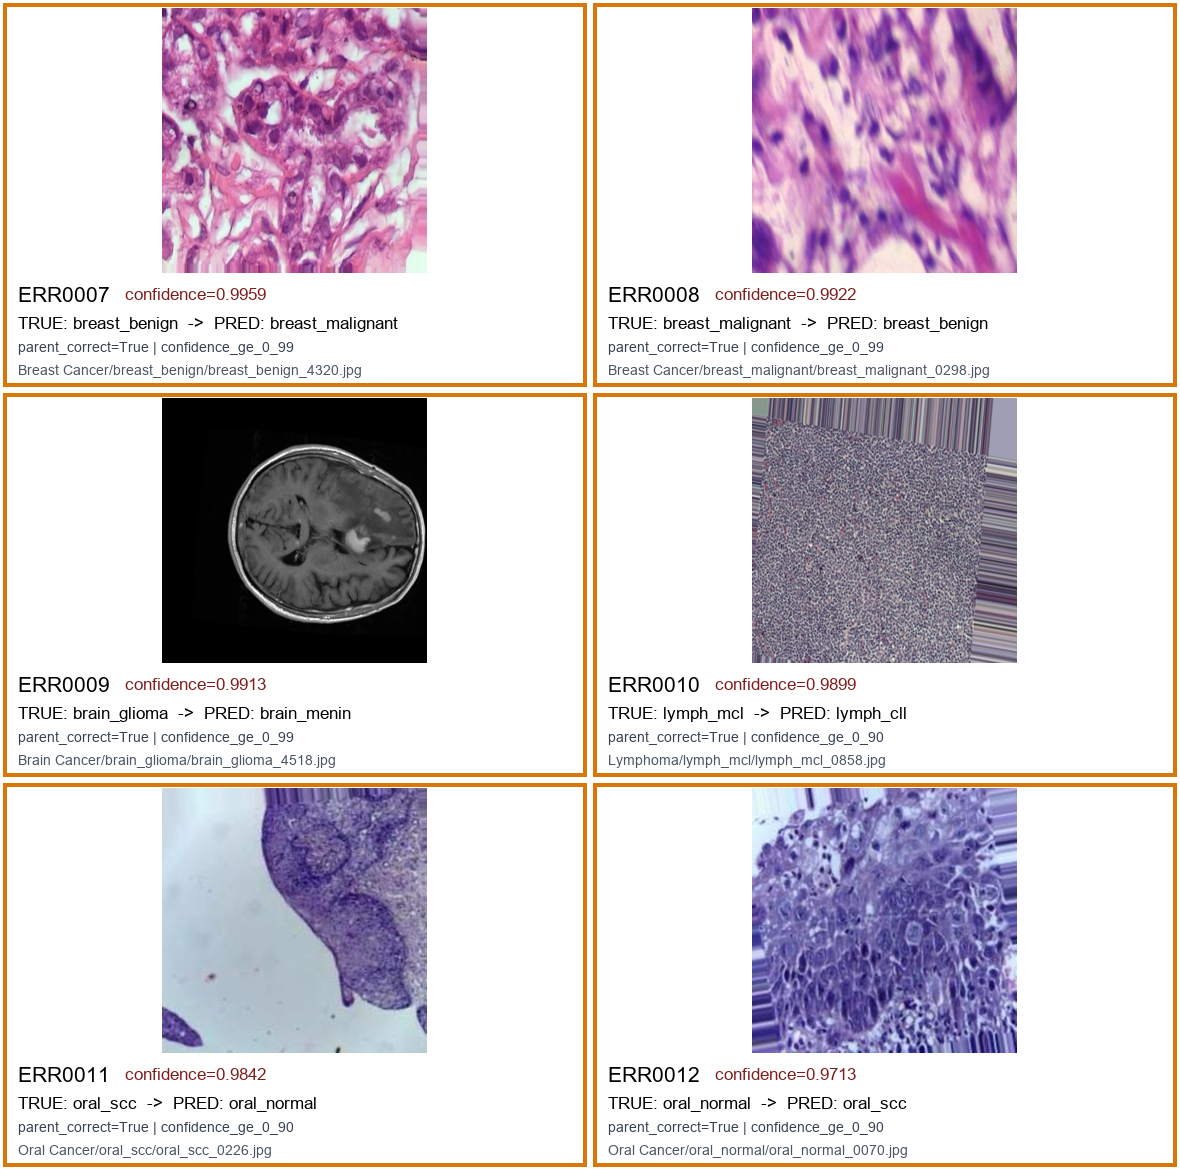 ERR0007 confidence=0.9959
TRUE: breast_benign -> PRED: breast_malignant
parent_correct=True | confidence_ge_0_99
Breast Cancer/breast_benign/breast_benign_4320.jpg
ERR0008 confidence=0.9922
TRUE: breast_malignant -> PRED: breast_benign
parent_correct=True | confidence_ge_0_99
Breast Cancer/breast_malignant/breast_malignant_0298.jpg
ERR0009 confidence=0.9913
TRUE: brain_glioma -> PRED: brain_menin
parent_correct=True | confidence_ge_0_99
Brain Cancer/brain_glioma/brain_glioma_4518.jpg
ERR0010 confidence=0.9899
TRUE: lymph_mcl -> PRED: lymph_cll
parent_correct=True | confidence_ge_0_90
Lymphoma/lymph_mcl/lymph_mcl_0858.jpg
ERR0011 confidence=0.9842
TRUE: oral_scc -> PRED: oral_normal
parent_correct=True | confidence_ge_0_90
Oral Cancer/oral_scc/oral_scc_0226.jpg
ERR0012 confidence=0.9713
TRUE: oral_normal -> PRED: oral_scc
parent_correct=True | confidence_ge_0_90
Oral Cancer/oral_normal/oral_normal_0070.jpg